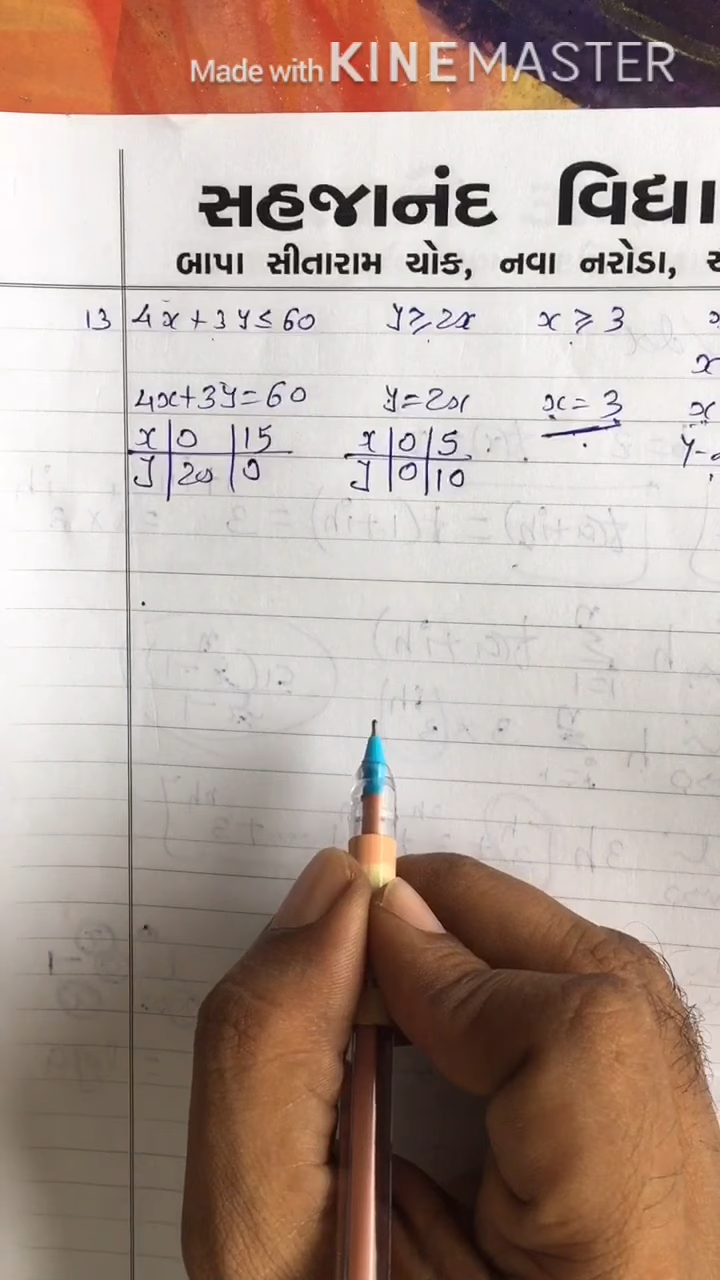 Made with KINEMASTER
સહજાનંદ વિદ્યા
બાપા સીતારામ ચોક, નવા નરોડા,
13 4x + 3y ≤ 60 y ≥ 2x x ≥ 3
x
4x+3y=60 y=2x x=3 x
x 0 15 x 0 5 y-
y 20 0 y 0 10